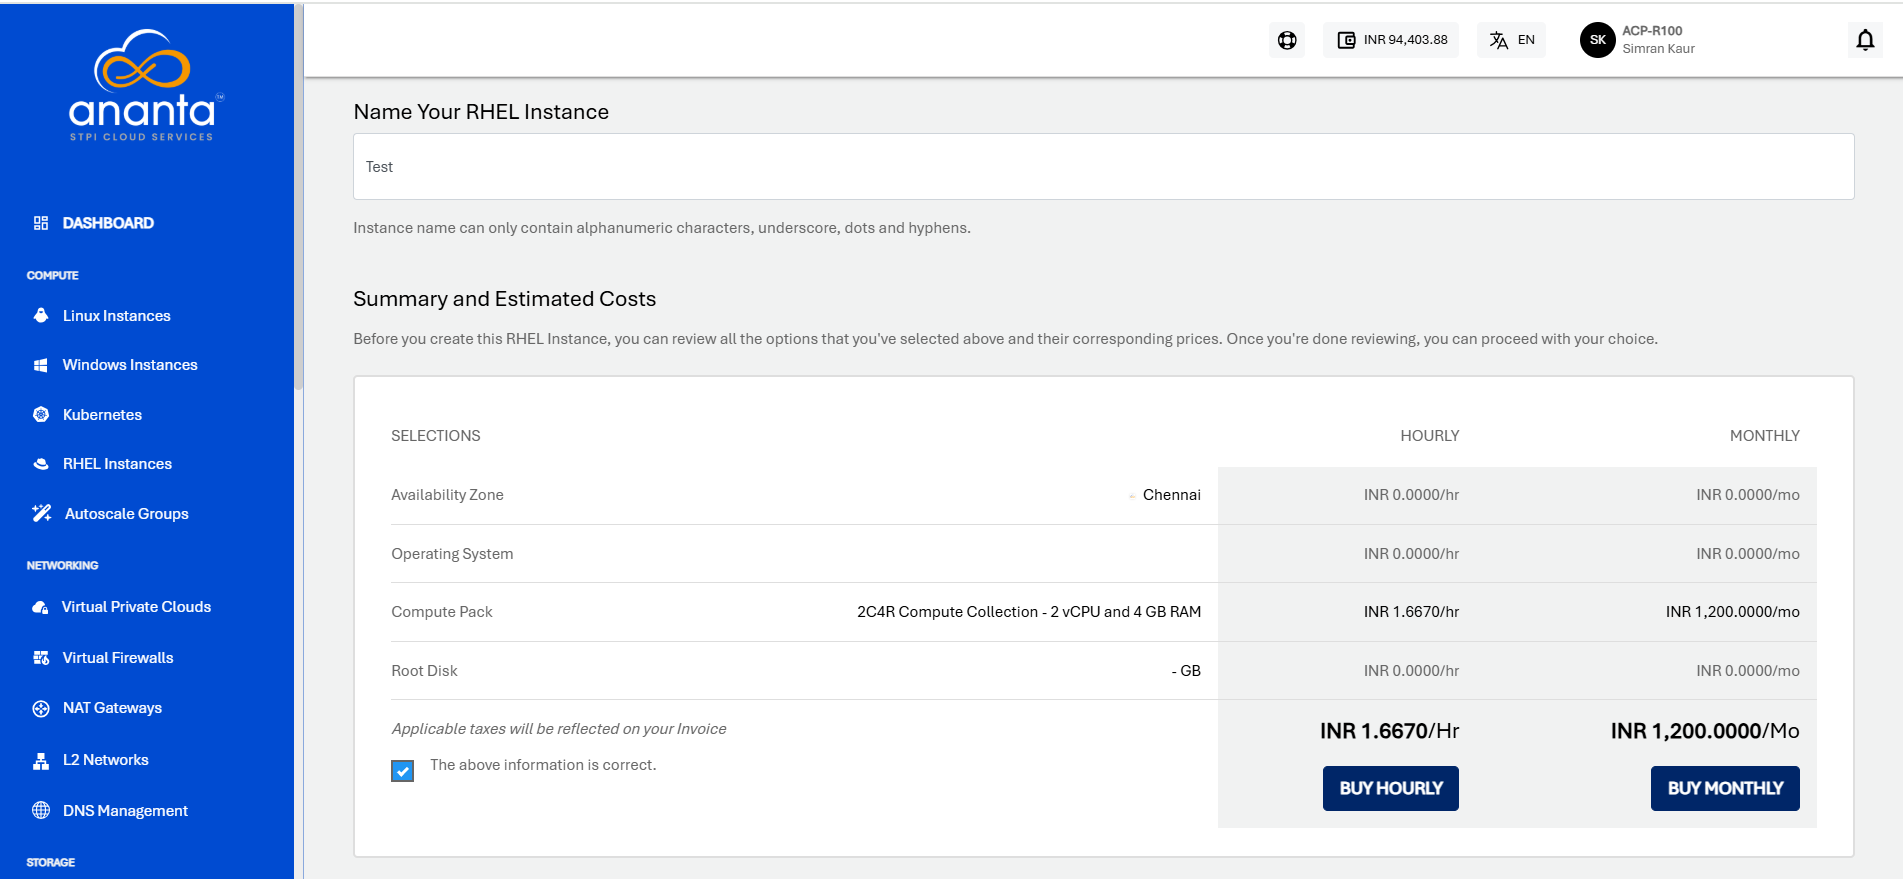 ananta
SM
STPI CLOUD SERVICES
DASHBOARD
COMPUTE
Linux Instances
Windows Instances
Kubernetes
RHEL Instances
Autoscale Groups
NETWORKING
Virtual Private Clouds
Virtual Firewalls
NAT Gateways
L2 Networks
DNS Management
STORAGE
INR 94,403.88
EN
SK
ACP-R100
Simran Kaur
Name Your RHEL Instance
Test
Instance name can only contain alphanumeric characters, underscore, dots and hyphens.
Summary and Estimated Costs
Before you create this RHEL Instance, you can review all the options that you've selected above and their corresponding prices. Once you're done reviewing, you can proceed with your choice.
SELECTIONS HOURLY MONTHLY
Availability Zone Chennai INR 0.0000/hr INR 0.0000/mo
Operating System INR 0.0000/hr INR 0.0000/mo
Compute Pack 2C4R Compute Collection - 2 vCPU and 4 GB RAM INR 1.6670/hr INR 1,200.0000/mo
Root Disk - GB INR 0.0000/hr INR 0.0000/mo
Applicable taxes will be reflected on your Invoice INR 1.6670/Hr INR 1,200.0000/Mo
The above information is correct.
BUY HOURLY BUY MONTHLY